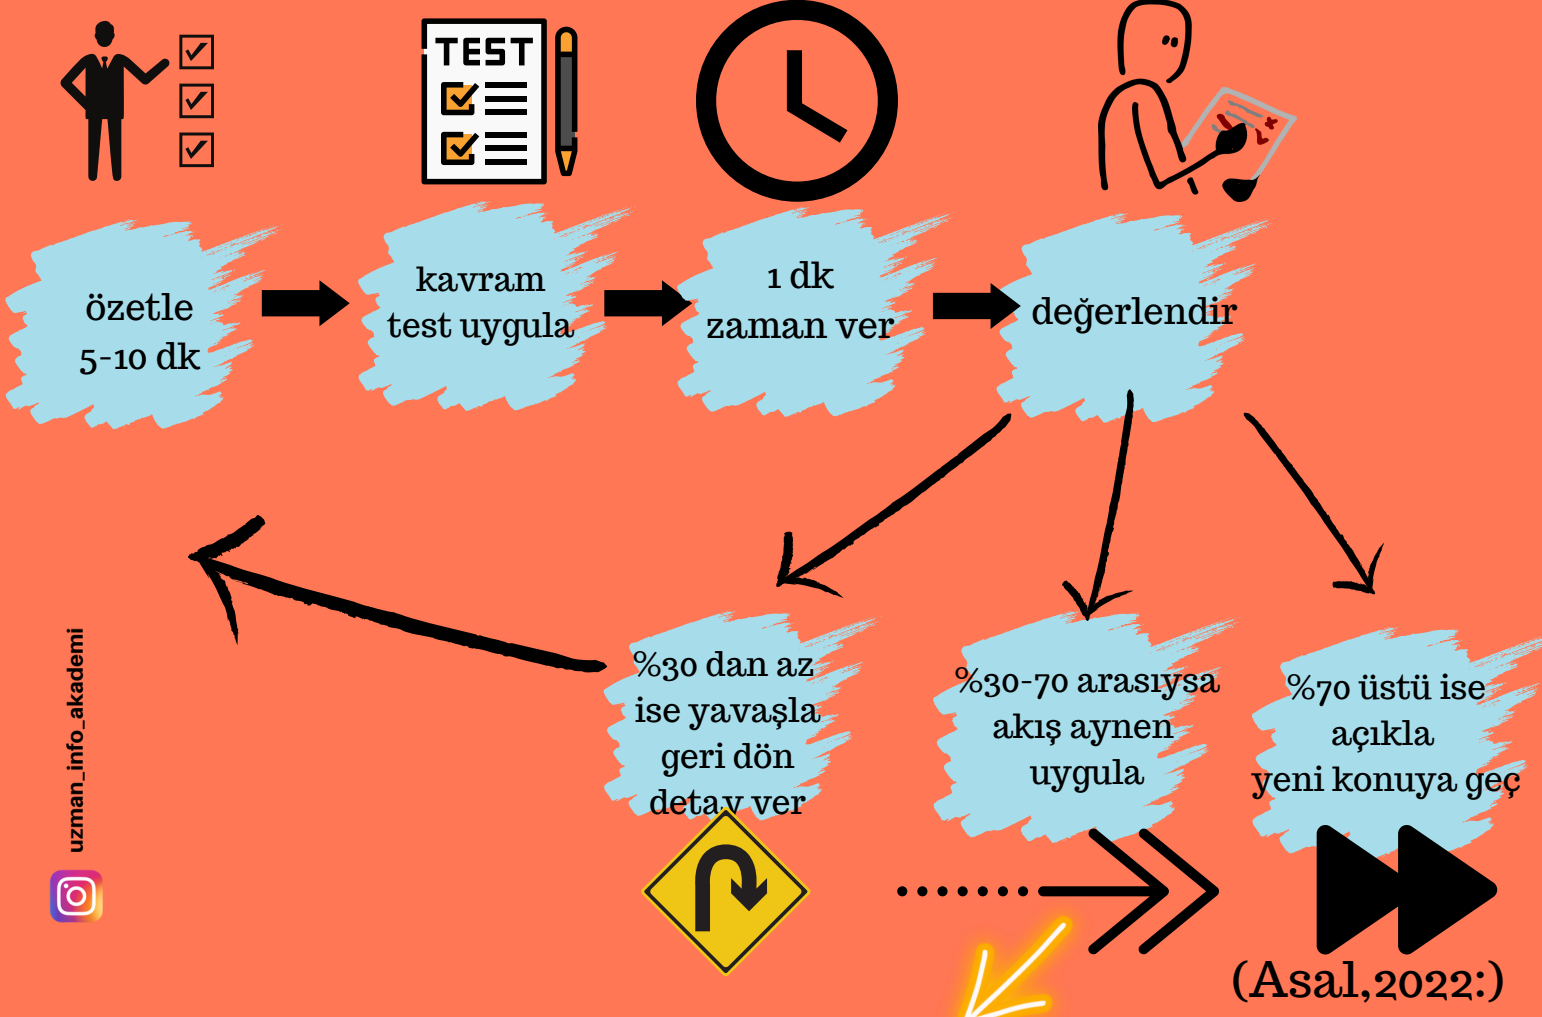 TEST
özetle
5-10 dk
kavram
test uygula
1 dk
zaman ver
değerlendir
%30 dan az
ise yavaşla
geri dön
detay ver
%30-70 arasıysa
akış aynen
uygula
%70 üstü ise
açıkla
yeni konuya geç
uzman_info_akademi
(Asal,2022:)